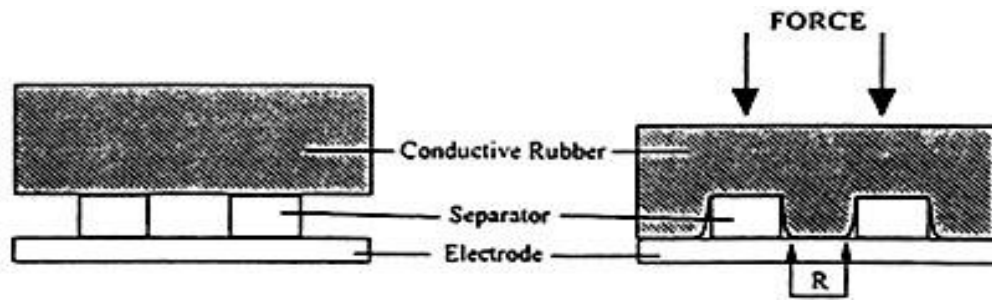 FORCE
Conductive Rubber
Separator
Electrode
R